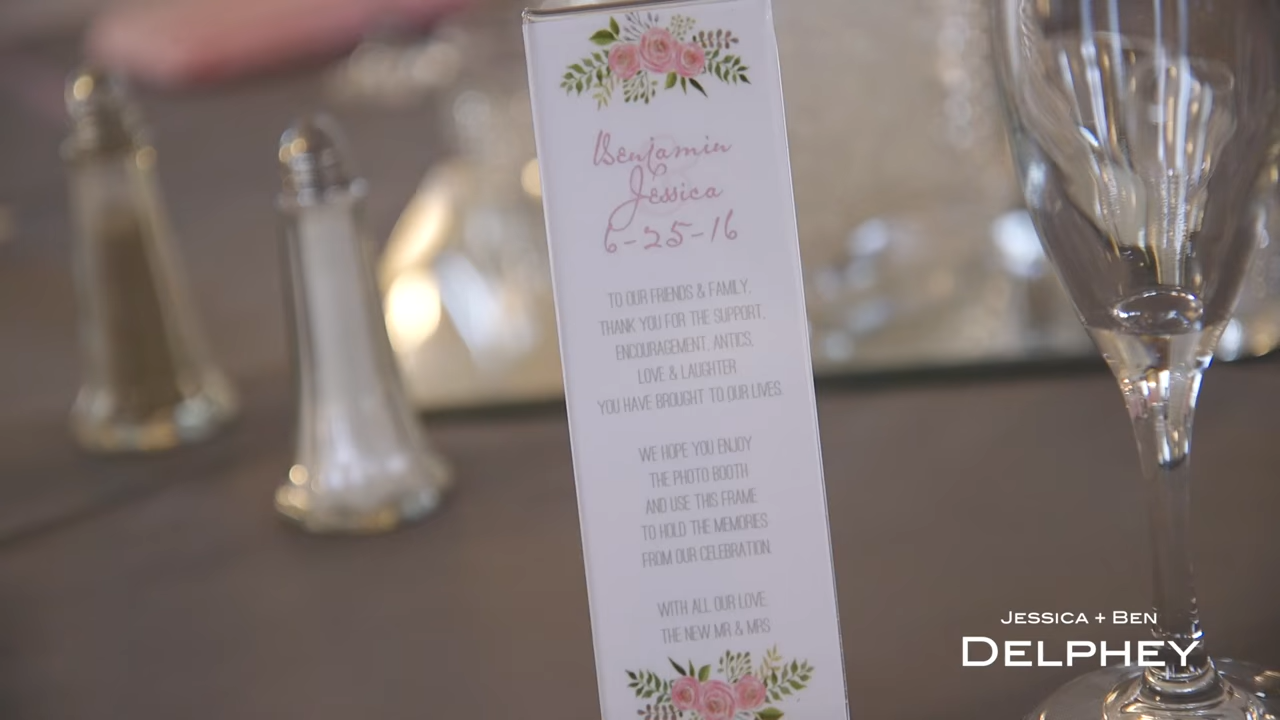 Benjamin
&
Jessica
6-25-16
TO OUR FRIENDS & FAMILY,
THANK YOU FOR THE SUPPORT,
ENCOURAGEMENT, ANTICS,
LOVE & LAUGHTER
YOU HAVE BROUGHT TO OUR LIVES.
WE HOPE YOU ENJOY
THE PHOTO BOOTH
AND USE THIS FRAME
TO HOLD THE MEMORIES
FROM OUR CELEBRATION.
WITH ALL OUR LOVE,
THE NEW MR & MRS
JESSICA + BEN
DELPHEY